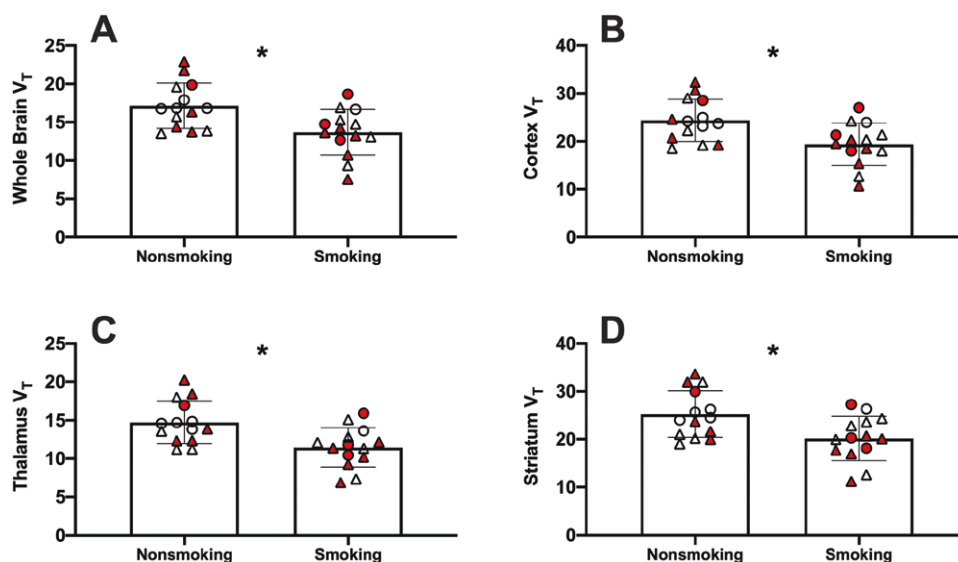 A
Whole Brain V_T
25
20
15
10
5
0
*
Nonsmoking
Smoking
B
Cortex V_T
40
30
20
10
0
*
Nonsmoking
Smoking
C
Thalamus V_T
25
20
15
10
5
0
*
Nonsmoking
Smoking
D
Striatum V_T
40
30
20
10
0
*
Nonsmoking
Smoking